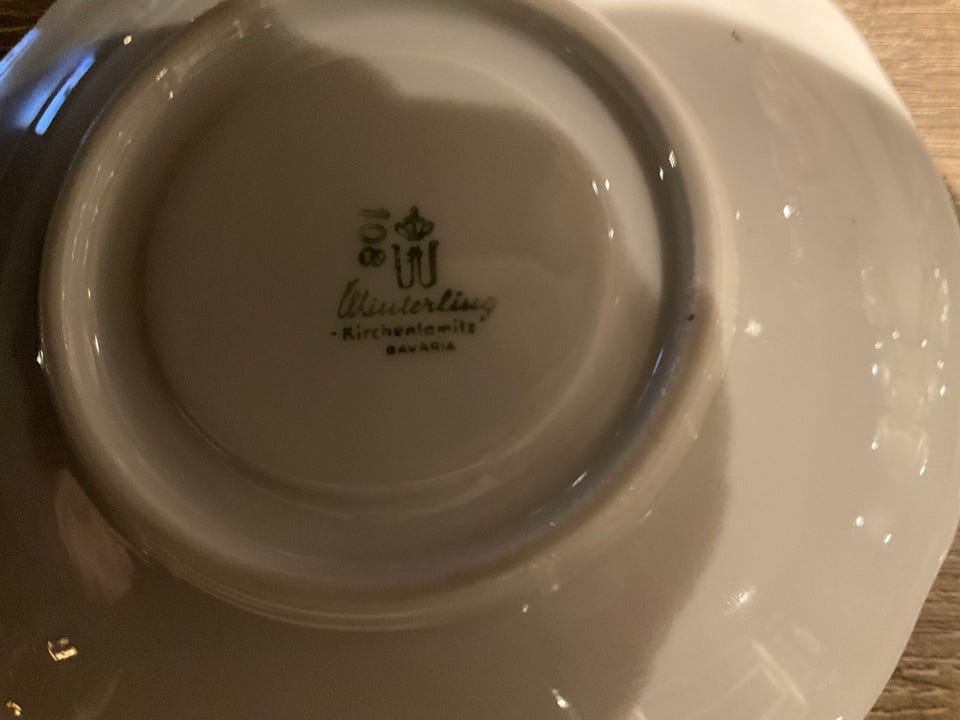 108
W
Winterling
-Kirchenlamitz
BAVARIA